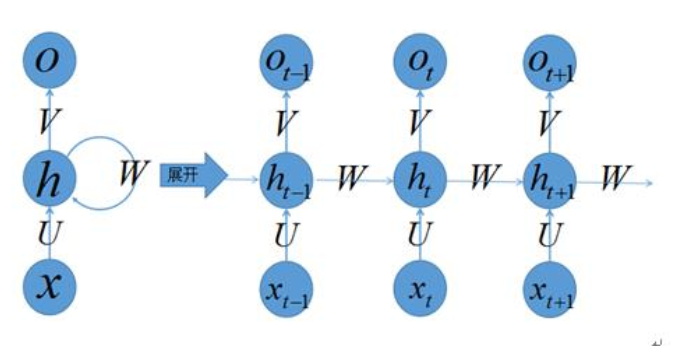 O O_{t-1} O_t O_{t+1}
V V V V
h W 展开 h_{t-1} W h_t W h_{t+1} W
U U U U
x x_{t-1} x_t x_{t+1}